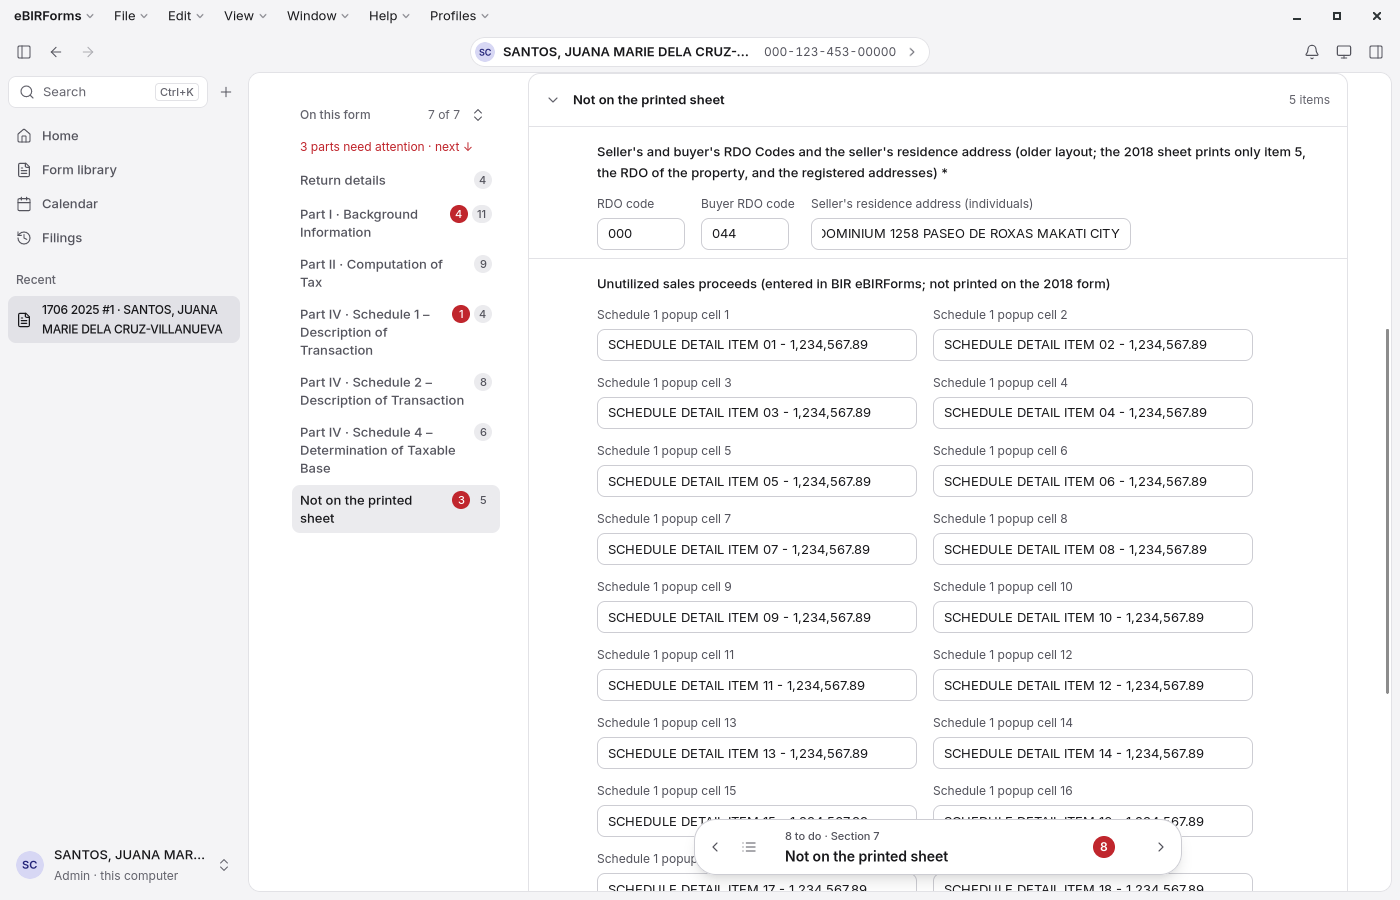 eBIRForms File Edit View Window Help Profiles
SC SANTOS, JUANA MARIE DELA CRUZ-... 000-123-453-00000
Search Ctrl+K
Home
Form library
Calendar
Filings
Recent
1706 2025 #1 · SANTOS, JUANA
MARIE DELA CRUZ-VILLANUEVA
SC SANTOS, JUANA MAR...
Admin · this computer
On this form 7 of 7
3 parts need attention · next ↓
Return details 4
Part I · Background 4 11
Information
Part II · Computation of 9
Tax
Part IV · Schedule 1 – 1 4
Description of
Transaction
Part IV · Schedule 2 – 8
Description of Transaction
Part IV · Schedule 4 – 6
Determination of Taxable
Base
Not on the printed 3 5
sheet
Not on the printed sheet 5 items
Seller's and buyer's RDO Codes and the seller's residence address (older layout; the 2018 sheet prints only item 5,
the RDO of the property, and the registered addresses) *
RDO code Buyer RDO code Seller's residence address (individuals)
000 044 OMINIUM 1258 PASEO DE ROXAS MAKATI CITY
Unutilized sales proceeds (entered in BIR eBIRForms; not printed on the 2018 form)
Schedule 1 popup cell 1 Schedule 1 popup cell 2
SCHEDULE DETAIL ITEM 01 - 1,234,567.89 SCHEDULE DETAIL ITEM 02 - 1,234,567.89
Schedule 1 popup cell 3 Schedule 1 popup cell 4
SCHEDULE DETAIL ITEM 03 - 1,234,567.89 SCHEDULE DETAIL ITEM 04 - 1,234,567.89
Schedule 1 popup cell 5 Schedule 1 popup cell 6
SCHEDULE DETAIL ITEM 05 - 1,234,567.89 SCHEDULE DETAIL ITEM 06 - 1,234,567.89
Schedule 1 popup cell 7 Schedule 1 popup cell 8
SCHEDULE DETAIL ITEM 07 - 1,234,567.89 SCHEDULE DETAIL ITEM 08 - 1,234,567.89
Schedule 1 popup cell 9 Schedule 1 popup cell 10
SCHEDULE DETAIL ITEM 09 - 1,234,567.89 SCHEDULE DETAIL ITEM 10 - 1,234,567.89
Schedule 1 popup cell 11 Schedule 1 popup cell 12
SCHEDULE DETAIL ITEM 11 - 1,234,567.89 SCHEDULE DETAIL ITEM 12 - 1,234,567.89
Schedule 1 popup cell 13 Schedule 1 popup cell 14
SCHEDULE DETAIL ITEM 13 - 1,234,567.89 SCHEDULE DETAIL ITEM 14 - 1,234,567.89
Schedule 1 popup cell 15 Schedule 1 popup cell 16
SCHEDULE DETAIL
Schedule 1
SCHEDULE DETAIL ITEM 17 - 1,234,567.89 SCHEDULE DETAIL ITEM 18 - 1,234,567.89
8 to do · Section 7
Not on the printed sheet 8